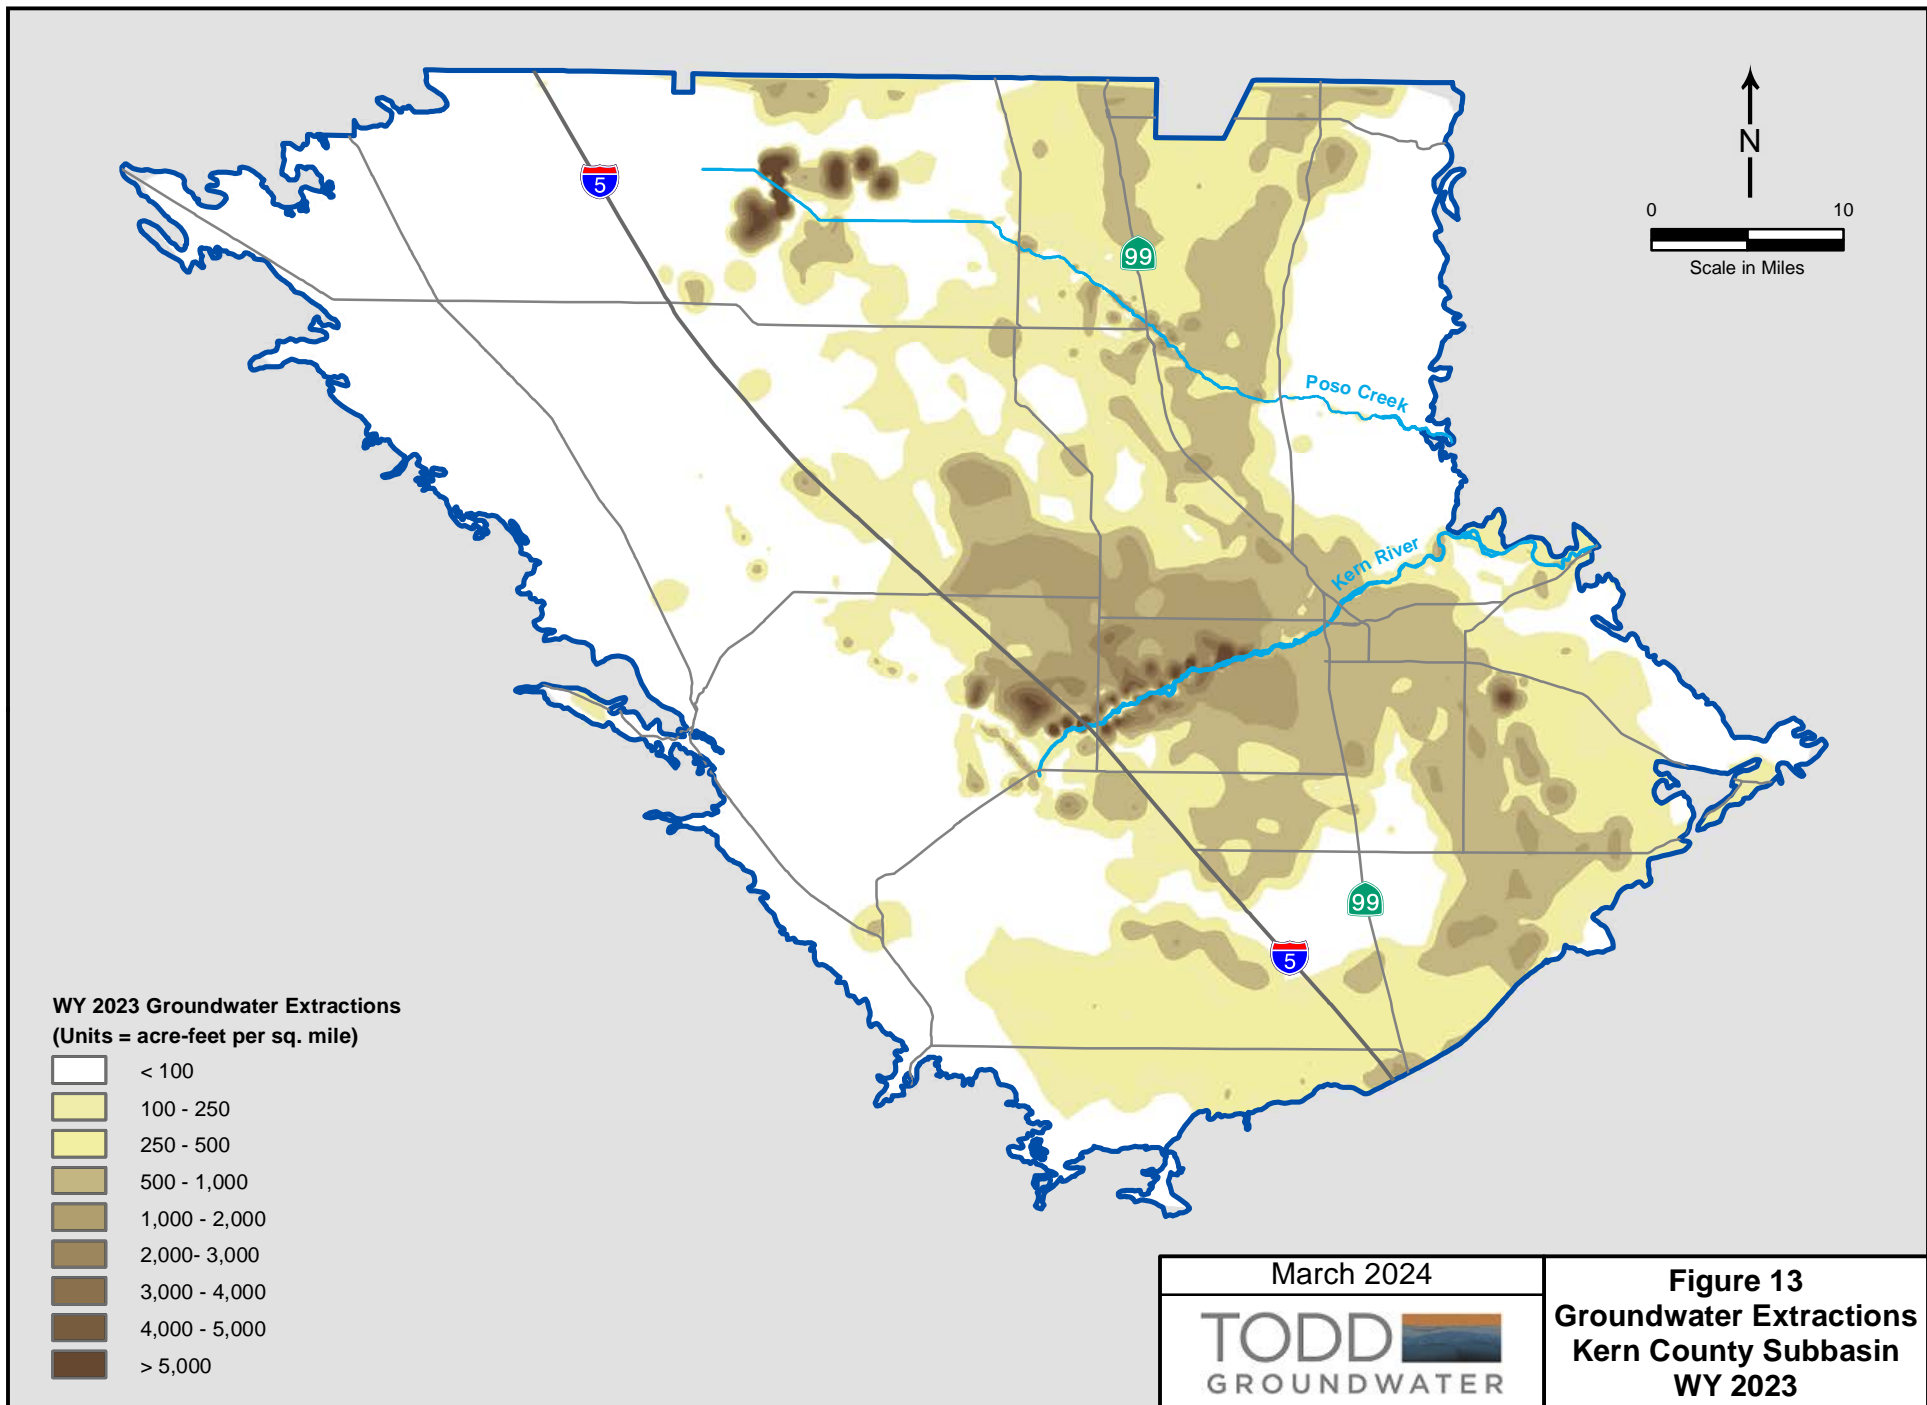 N
0 10
Scale in Miles
5
99
Poso Creek
Kern River
99
5
WY 2023 Groundwater Extractions
(Units = acre-feet per sq. mile)
< 100
100 - 250
250 - 500
500 - 1,000
1,000 - 2,000
2,000- 3,000
3,000 - 4,000
4,000 - 5,000
> 5,000
March 2024
TODD
GROUNDWATER
Figure 13
Groundwater Extractions
Kern County Subbasin
WY 2023